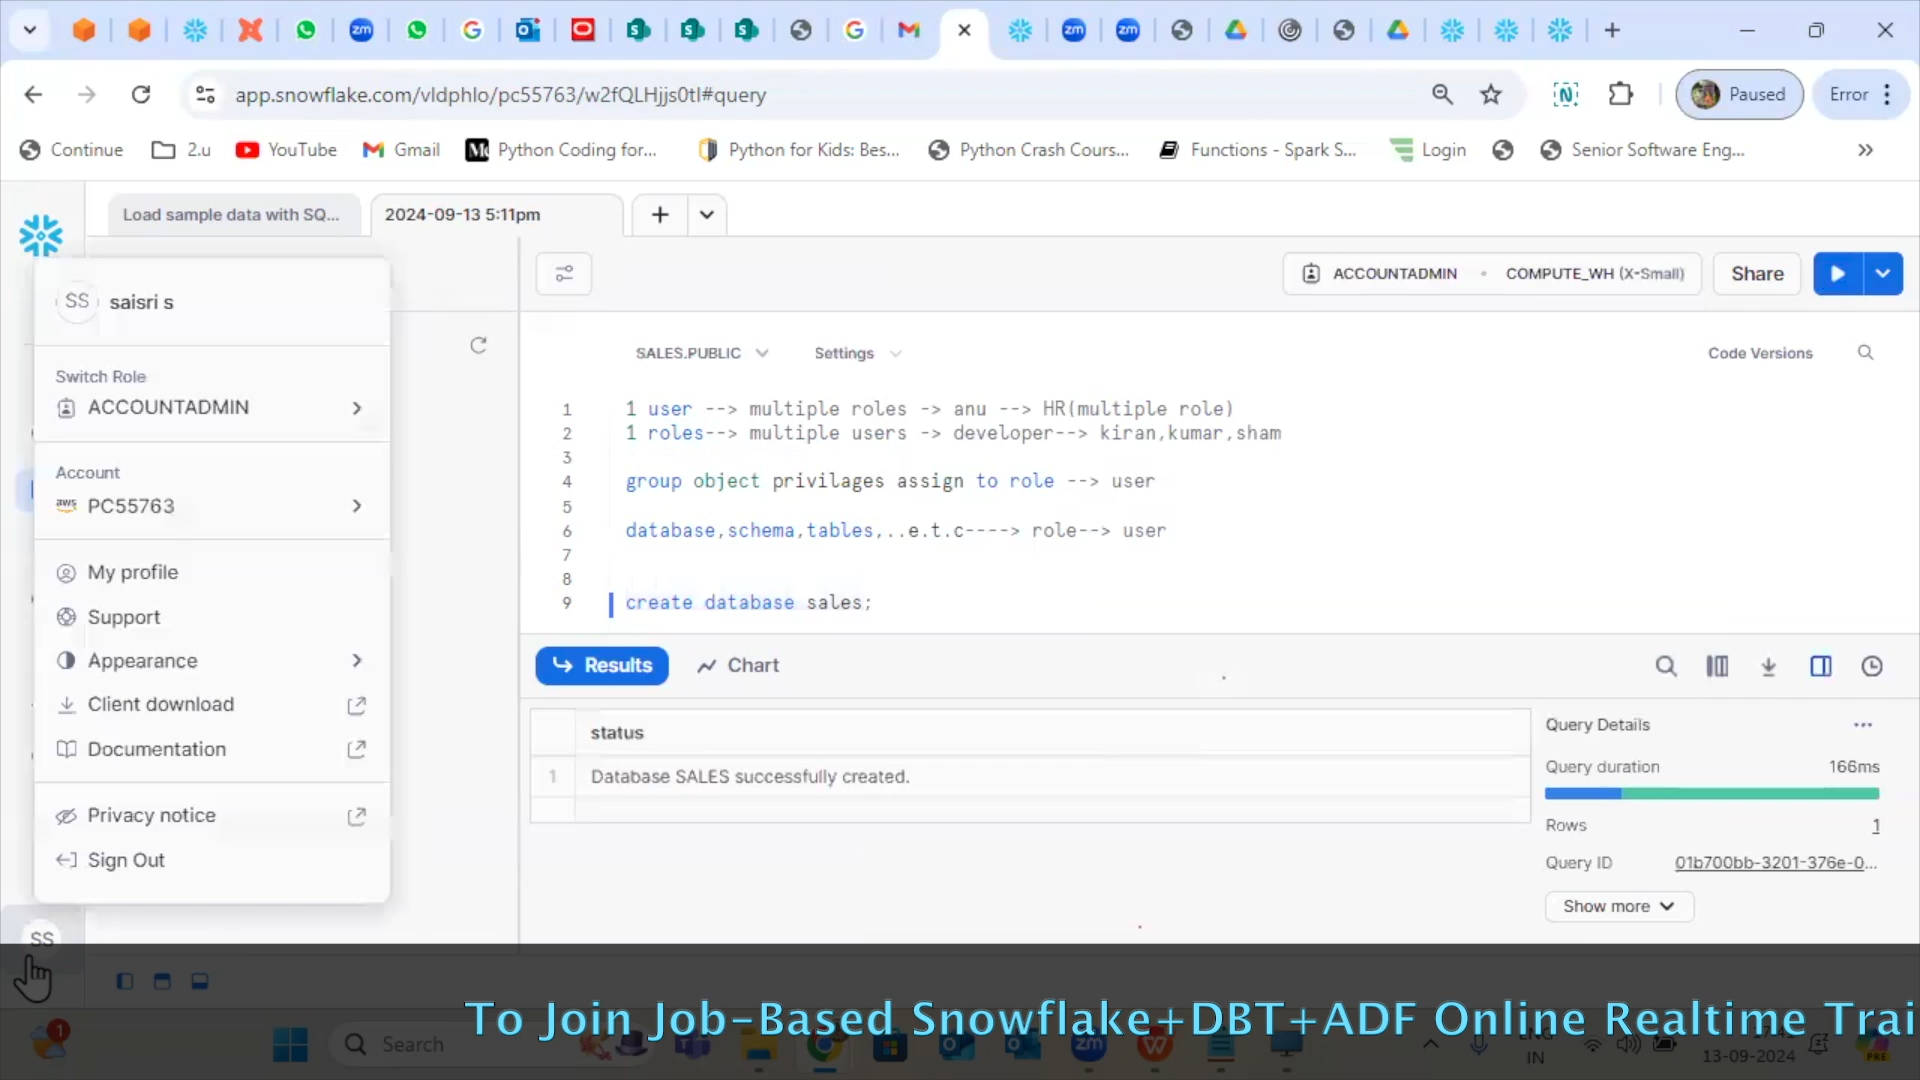 app.snowflake.com/vldphlo/pc55763/w2fQLHjjs0tI#query
Paused
Error
Continue
2.u
YouTube
Gmail
Python Coding for...
Python for Kids: Bes...
Python Crash Cours...
Functions - Spark S...
Login
Senior Software Eng...
Load sample data with SQ...
2024-09-13 5:11pm
SS saisri s
ACCOUNTADMIN
COMPUTE_WH (X-Small)
Share
Switch Role
ACCOUNTADMIN
Account
aws PC55763
My profile
Support
Appearance
Client download
Documentation
Privacy notice
Sign Out
SS
SALES.PUBLIC
Settings
Code Versions
1 1 user --> multiple roles -> anu --> HR(multiple role)
2 1 roles--> multiple users -> developer--> kiran,kumar,sham
3
4 group object privilages assign to role --> user
5
6 database,schema,tables,..e.t.c----> role--> user
7
8
9 create database sales;
Results
Chart
status
1 Database SALES successfully created.
Query Details
Query duration 166ms
Rows 1
Query ID 01b700bb-3201-376e-0...
Show more
To Join Job-Based Snowflake+DBT+ADF Online Realtime Trai
1
Search
ENG
IN
13-09-2024
PRE